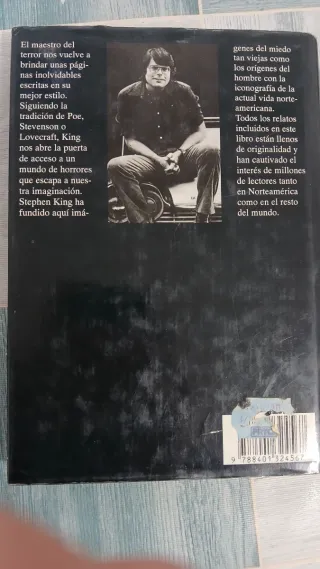 El maestro del
terror nos vuelve a
brindar unas pági-
nas inolvidables
escritas en su
mejor estilo.
Siguiendo la
tradición de Poe,
Stevenson o
Lovecraft, King
nos abre la puerta
de acceso a un
mundo de horrores
que escapa a nues-
tra imaginación.
Stephen King ha
fundido aquí imá-
genes del miedo
tan viejas como
los orígenes del
hombre con la
iconografía de la
actual vida norte-
americana.
Todos los relatos
incluidos en este
libro están llenos
de originalidad y
han cautivado el
interés de millones
de lectores tanto
en Norteamérica
como en el resto
del mundo.
9 788401 124567